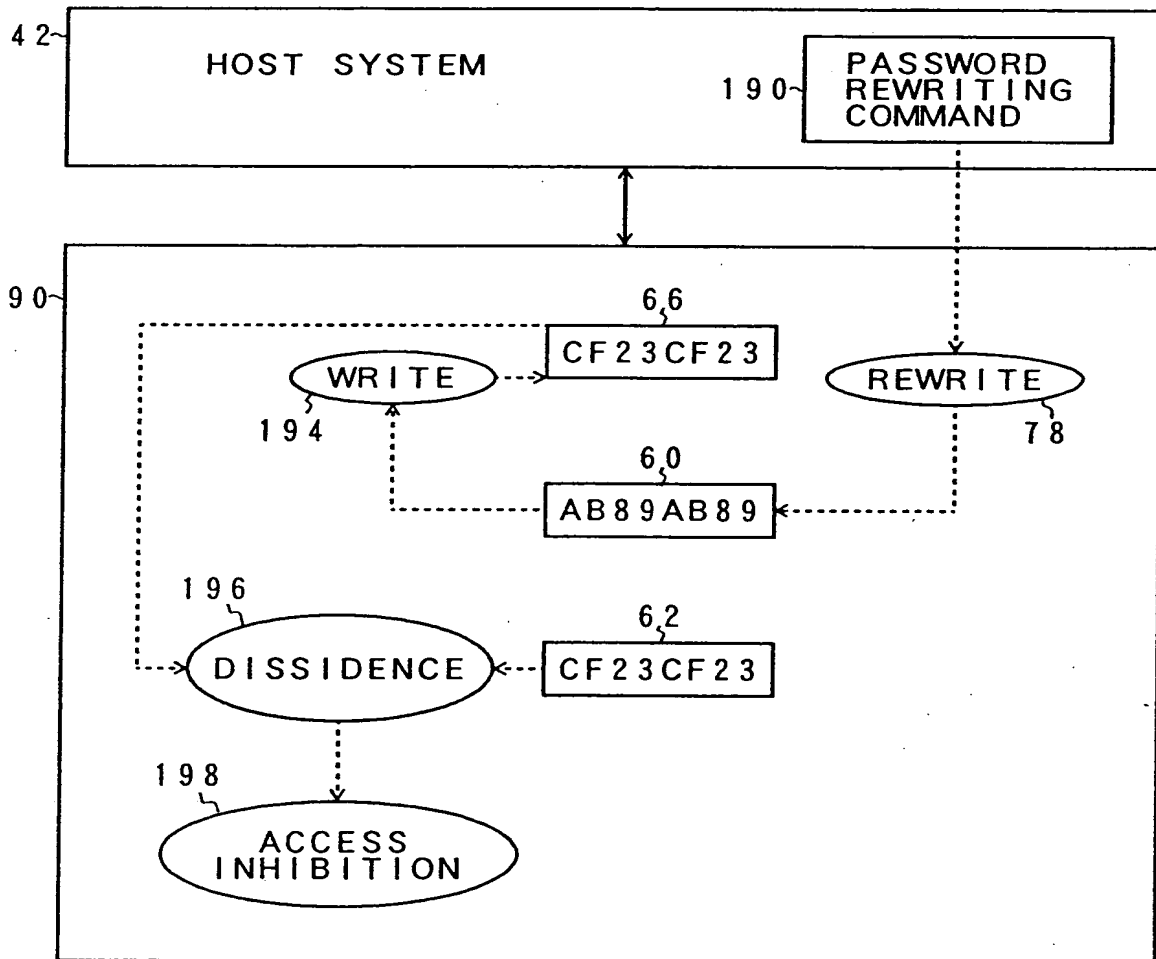 42
HOST SYSTEM
190
PASSWORD
REWRITING
COMMAND
90
66
CF23CF23
WRITE
194
REWRITE
78
60
AB89AB89
196
DISSIDENCE
62
CF23CF23
198
ACCESS
INHIBITION